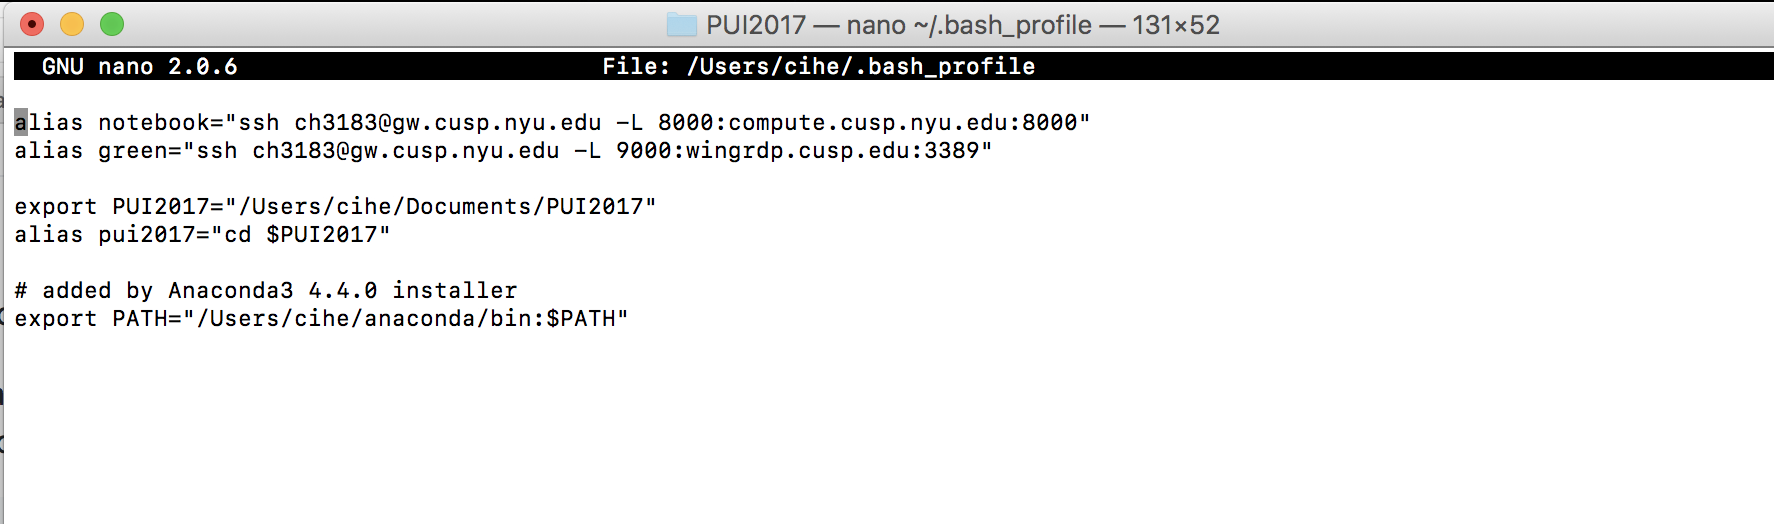 PUI2017 — nano ~/.bash_profile — 131×52
GNU nano 2.0.6 File: /Users/cihe/.bash_profile
alias notebook="ssh ch3183@gw.cusp.nyu.edu -L 8000:compute.cusp.nyu.edu:8000"
alias green="ssh ch3183@gw.cusp.nyu.edu -L 9000:wingrdp.cusp.edu:3389"
export PUI2017="/Users/cihe/Documents/PUI2017"
alias pui2017="cd $PUI2017"
# added by Anaconda3 4.4.0 installer
export PATH="/Users/cihe/anaconda/bin:$PATH"